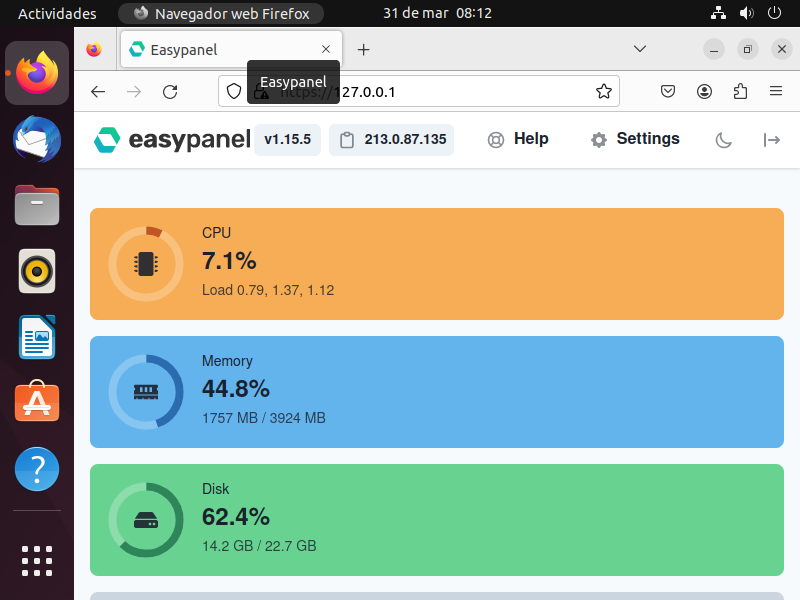 Actividades
Navegador web Firefox
31 de mar 08:12
Easypanel
Easypanel
https://127.0.0.1
easypanel
v1.15.5
213.0.87.135
Help
Settings
CPU
7.1%
Load 0.79, 1.37, 1.12
Memory
44.8%
1757 MB / 3924 MB
Disk
62.4%
14.2 GB / 22.7 GB